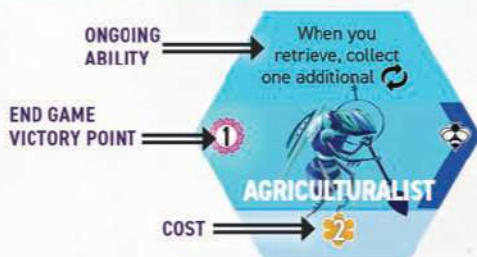 ONGOING
ABILITY
When you
retrieve, collect
one additional
END GAME
VICTORY POINT
1
AGRICULTURALIST
COST
2